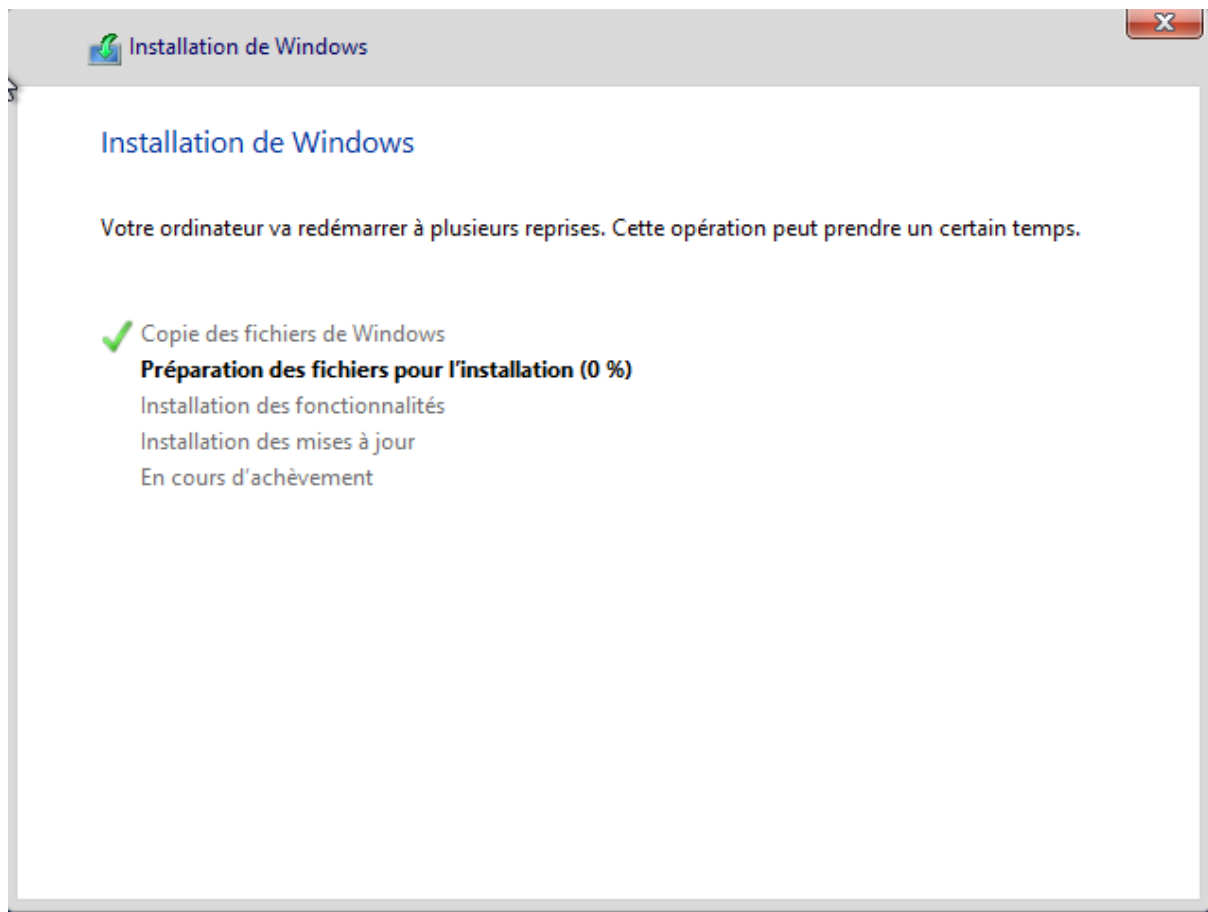 Installation de Windows
Installation de Windows
Votre ordinateur va redémarrer à plusieurs reprises. Cette opération peut prendre un certain temps.
Copie des fichiers de Windows
Préparation des fichiers pour l'installation (0 %)
Installation des fonctionnalités
Installation des mises à jour
En cours d'achèvement